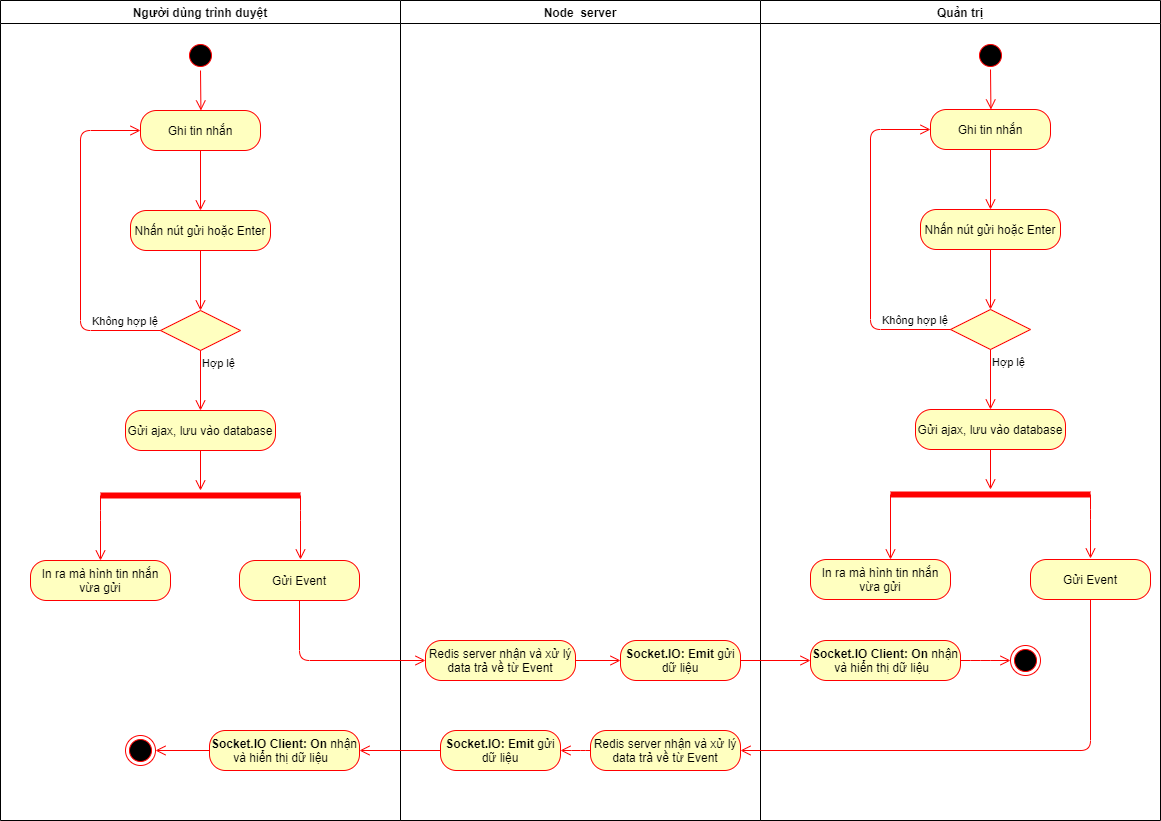 Người dùng trình duyệt
Node server
Quản trị
Ghi tin nhắn
Nhấn nút gửi hoặc Enter
Không hợp lệ
Hợp lệ
Gửi ajax, lưu vào database
In ra mà hình tin nhắn
vừa gửi
Gửi Event
Ghi tin nhắn
Nhấn nút gửi hoặc Enter
Không hợp lệ
Hợp lệ
Gửi ajax, lưu vào database
In ra mà hình tin nhắn
vừa gửi
Gửi Event
Redis server nhận và xử lý
data trả về từ Event
Socket.IO: Emit gửi
dữ liệu
Socket.IO Client: On nhận
và hiển thị dữ liệu
Socket.IO Client: On nhận
và hiển thị dữ liệu
Socket.IO: Emit gửi
dữ liệu
Redis server nhận và xử lý
data trả về từ Event